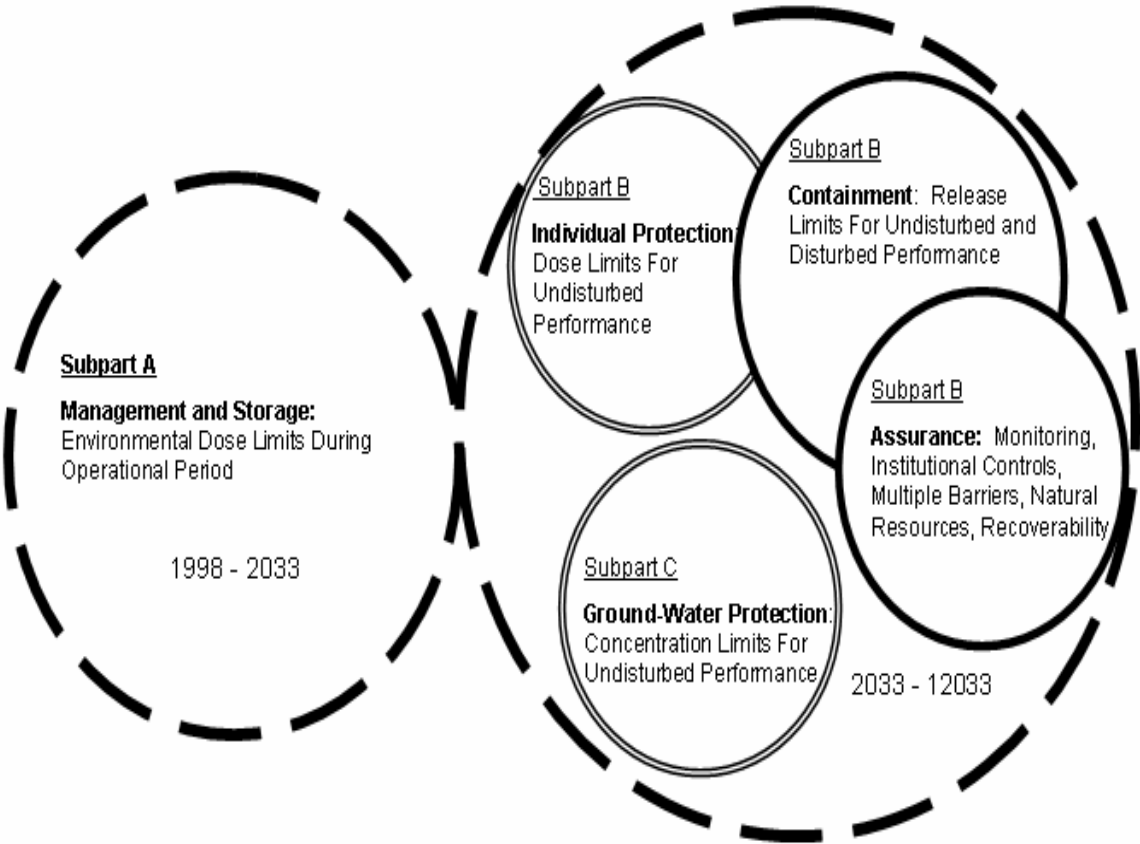 Subpart A
Management and Storage:
Environmental Dose Limits During
Operational Period
1998 - 2033
Subpart B
Individual Protection:
Dose Limits For
Undisturbed
Performance
Subpart B
Containment: Release
Limits For Undisturbed and
Disturbed Performance
Subpart B
Assurance: Monitoring,
Institutional Controls,
Multiple Barriers, Natural
Resources, Recoverability
Subpart C
Ground-Water Protection:
Concentration Limits For
Undisturbed Performance
2033 - 12033